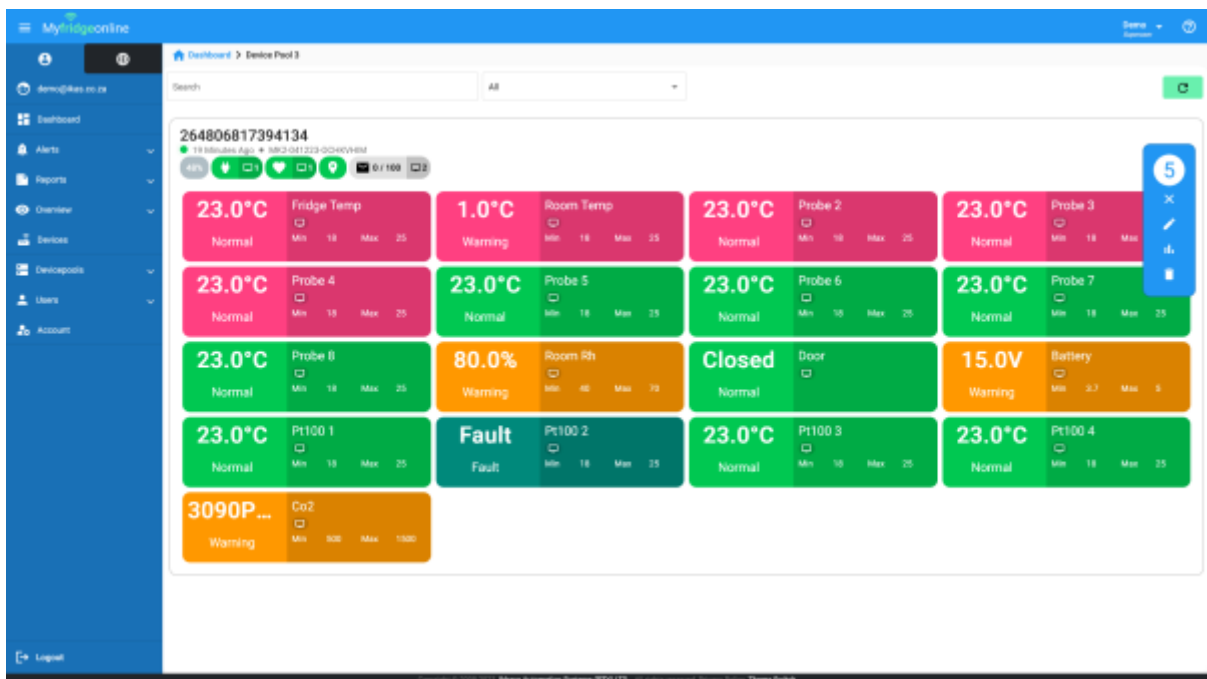 Myfridgeonline
Demo
Dashboard > Device Pool 3
demo@ikes.co.za
Search
All
Dashboard
Alerts
Reports
Overview
Devices
Devicepools
Users
Account
Logout
264806817394134
19 Minutes Ago
0 / 100
5
23.0°C Fridge Temp
Normal Min 18 Max 25
1.0°C Room Temp
Warning Min 18 Max 25
23.0°C Probe 2
Normal Min 18 Max 25
23.0°C Probe 3
Normal Min 18 Max
23.0°C Probe 4
Normal Min 18 Max 25
23.0°C Probe 5
Normal Min 18 Max 25
23.0°C Probe 6
Normal Min 18 Max 25
23.0°C Probe 7
Normal Min 18 Max 25
23.0°C Probe 8
Normal Min 18 Max 25
80.0% Room Rh
Warning Min 40 Max 70
Closed Door
Normal
15.0V Battery
Warning Min 2.7 Max 5
23.0°C Pt100 1
Normal Min 18 Max 25
Fault Pt100 2
Fault Min 18 Max 25
23.0°C Pt100 3
Normal Min 18 Max 25
23.0°C Pt100 4
Normal Min 18 Max 25
3090P... Co2
Warning Min 500 Max 1500